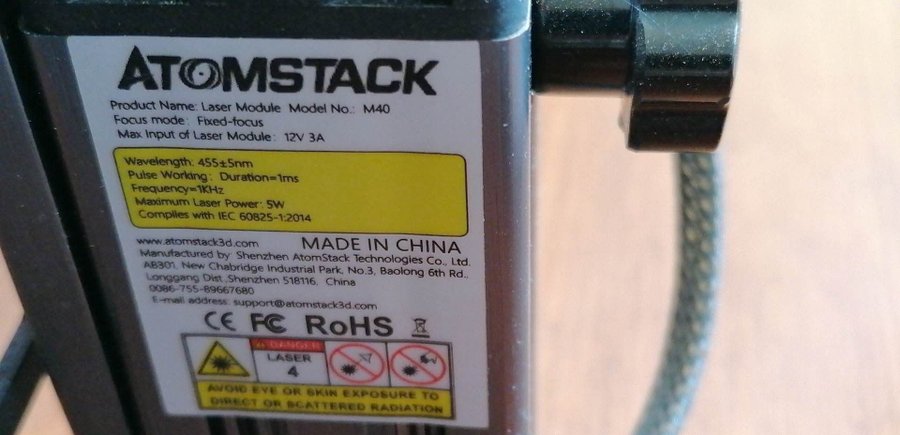 ATOMSTACK
Product Name: Laser Module Model No.: M40
Focus mode: Fixed-focus
Max Input of Laser Module: 12V 3A
Wavelength: 455±5nm
Pulse Working: Duration=1ms
Frequency=1KHz
Maximum Laser Power: 5W
Complies with IEC 60825-1:2014
www.atomstack3d.com MADE IN CHINA
Manufactured by Shenzhen AtomStack Technologies Co., Ltd.
AB301, New Chabridge Industrial Park, No.3, Baolong 6th Rd.,
Longgang Dist ,Shenzhen 518116, China
0086-755-89667680
E-mail address: support@atomstack3d.com
CE FC RoHS
DANGER
LASER
4
AVOID EYE OR SKIN EXPOSURE TO
DIRECT OR SCATTERED RADIATION